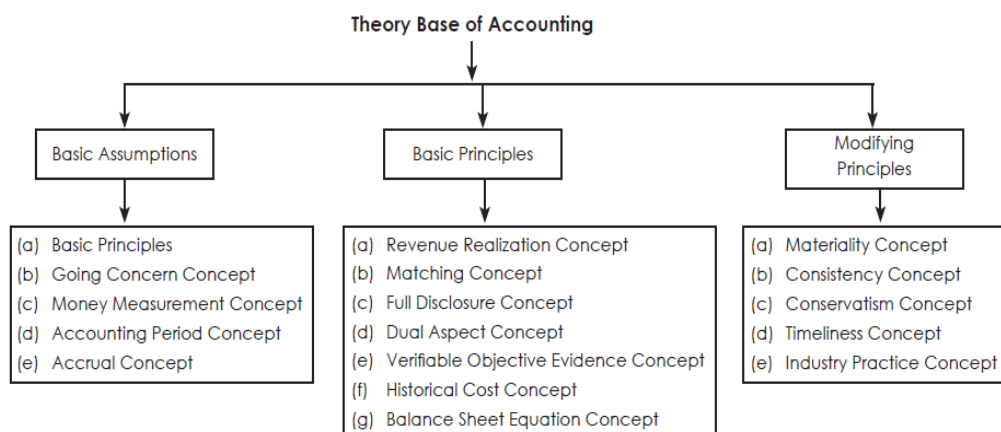 Theory Base of Accounting
Basic Assumptions
(a) Basic Principles
(b) Going Concern Concept
(c) Money Measurement Concept
(d) Accounting Period Concept
(e) Accrual Concept
Basic Principles
(a) Revenue Realization Concept
(b) Matching Concept
(c) Full Disclosure Concept
(d) Dual Aspect Concept
(e) Verifiable Objective Evidence Concept
(f) Historical Cost Concept
(g) Balance Sheet Equation Concept
Modifying
Principles
(a) Materiality Concept
(b) Consistency Concept
(c) Conservatism Concept
(d) Timeliness Concept
(e) Industry Practice Concept